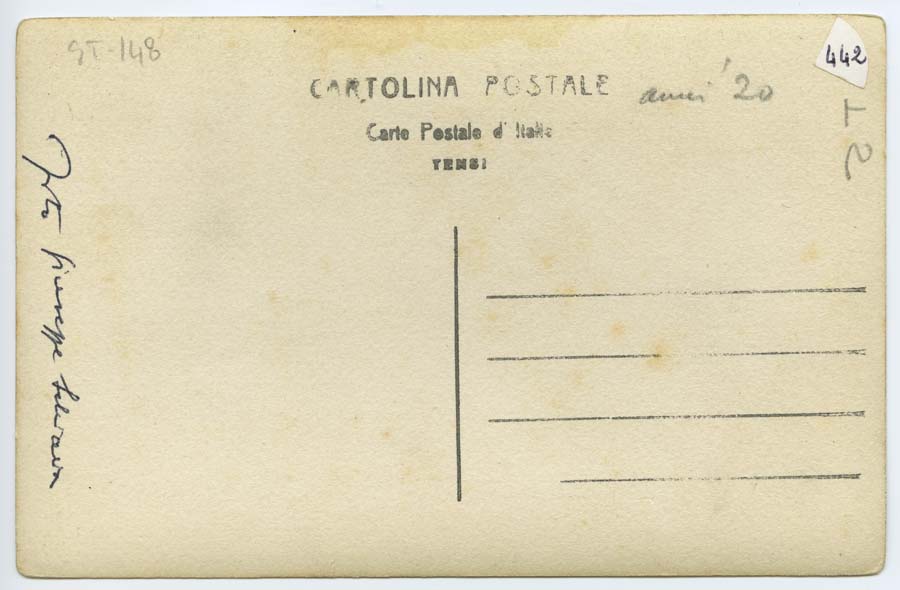 ST-148
442
CARTOLINA POSTALE
anni '20
Carte Postale d'Italie
TENSI
Foto Giuseppe